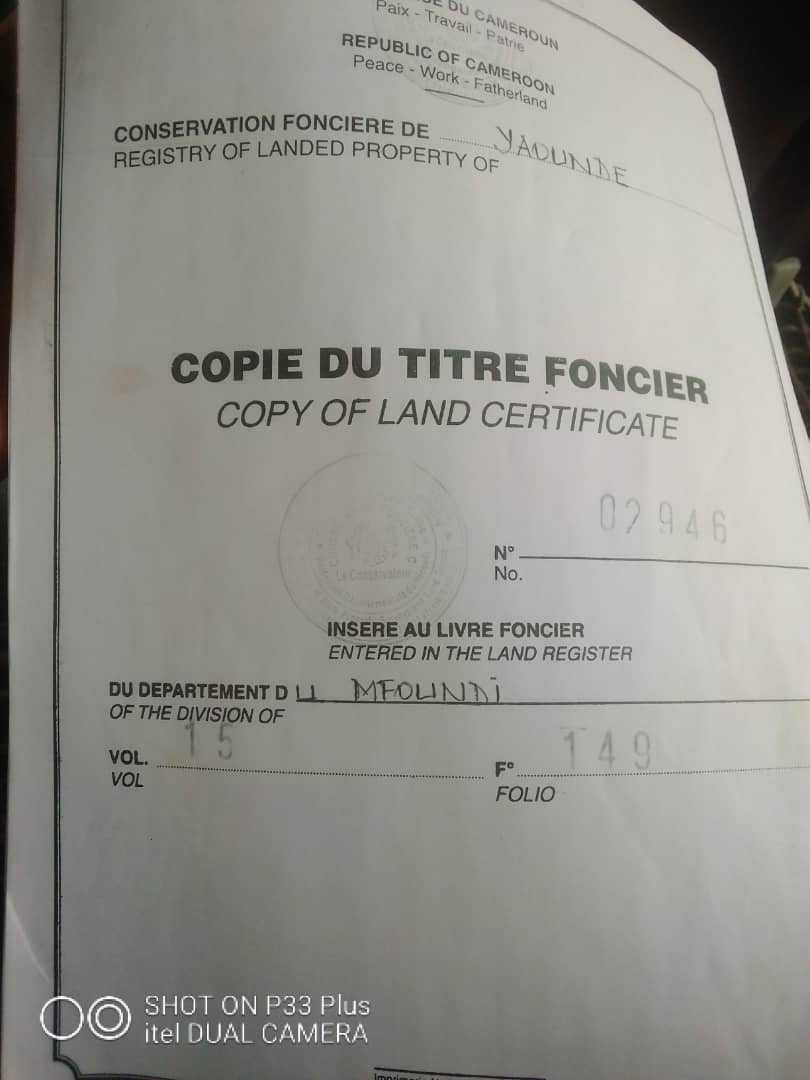 DU CAMEROUN
Paix - Travail - Patrie
REPUBLIC OF CAMEROON
Peace - Work - Fatherland
CONSERVATION FONCIERE DE YAOUNDE
REGISTRY OF LANDED PROPERTY OF
COPIE DU TITRE FONCIER
COPY OF LAND CERTIFICATE
02946
N°
No.
Le Conservateur
INSERE AU LIVRE FONCIER
ENTERED IN THE LAND REGISTER
DU DEPARTEMENT DU MFOUNDI
OF THE DIVISION OF
VOL. 15 F° 149
VOL FOLIO
SHOT ON P33 Plus
itel DUAL CAMERA